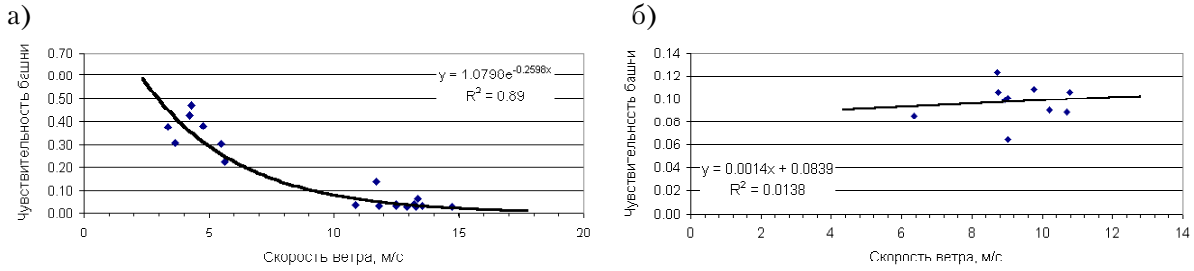 а)
Чувствительность башни
0.70
0.60
0.50
0.40
0.30
0.20
0.10
0.00
y = 1.0790e^-0.2598x
R² = 0.89
0 5 10 15 20
Скорость ветра, м/с
б)
Чувствительность башни
0.14
0.12
0.10
0.08
0.06
0.04
0.02
0.00
y = 0.0014x + 0.0839
R² = 0.0138
0 2 4 6 8 10 12 14
Скорость ветра, м/с